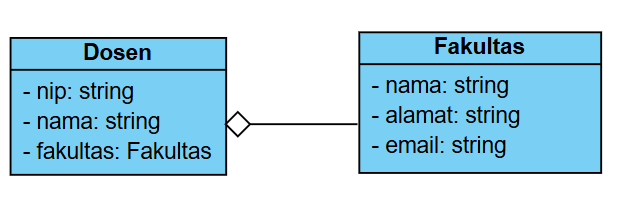 Dosen
- nip: string
- nama: string
- fakultas: Fakultas
Fakultas
- nama: string
- alamat: string
- email: string